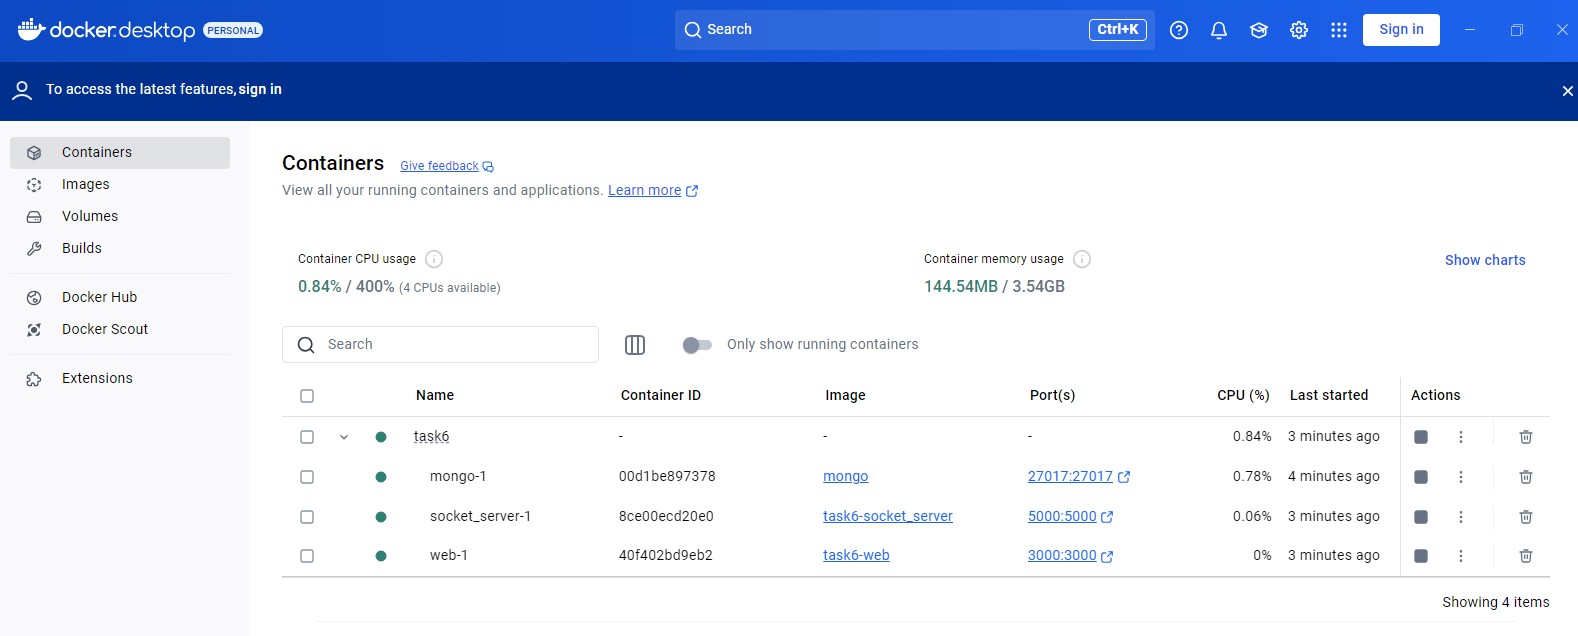 docker.desktop PERSONAL Search Ctrl+K Sign in
To access the latest features, sign in
Containers
Images
Volumes
Builds
Docker Hub
Docker Scout
Extensions
Containers Give feedback
View all your running containers and applications. Learn more
Container CPU usage
0.84% / 400% (4 CPUs available)
Container memory usage
144.54MB / 3.54GB
Show charts
Search Only show running containers
Name Container ID Image Port(s) CPU (%) Last started Actions
task6 - - - 0.84% 3 minutes ago
mongo-1 00d1be897378 mongo 27017:27017 0.78% 4 minutes ago
socket_server-1 8ce00ecd20e0 task6-socket_server 5000:5000 0.06% 3 minutes ago
web-1 40f402bd9eb2 task6-web 3000:3000 0% 3 minutes ago
Showing 4 items